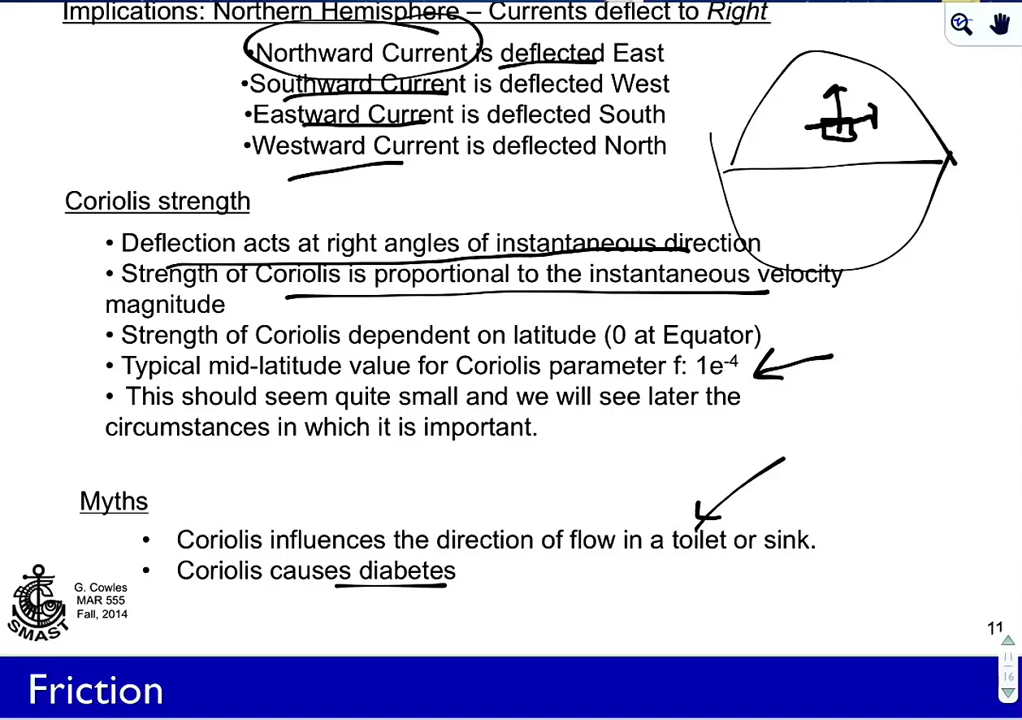 Implications: Northern Hemisphere – Currents deflect to Right
•Northward Current is deflected East
•Southward Current is deflected West
•Eastward Current is deflected South
•Westward Current is deflected North
Coriolis strength
• Deflection acts at right angles of instantaneous direction
• Strength of Coriolis is proportional to the instantaneous velocity
magnitude
• Strength of Coriolis dependent on latitude (0 at Equator)
• Typical mid-latitude value for Coriolis parameter f: 1e-4
• This should seem quite small and we will see later the
circumstances in which it is important.
Myths
• Coriolis influences the direction of flow in a toilet or sink.
• Coriolis causes diabetes
G. Cowles
MAR 555
Fall, 2014
SMAST
11
11
16
Friction